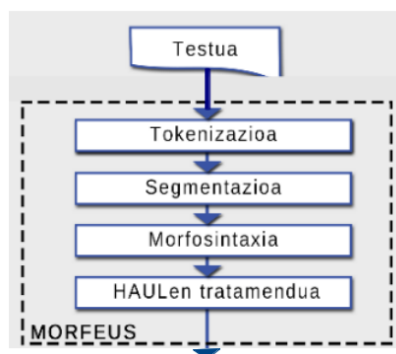 Testua
Tokenizazioa
Segmentazioa
Morfosintaxia
HAULen tratamendua
MORFEUS